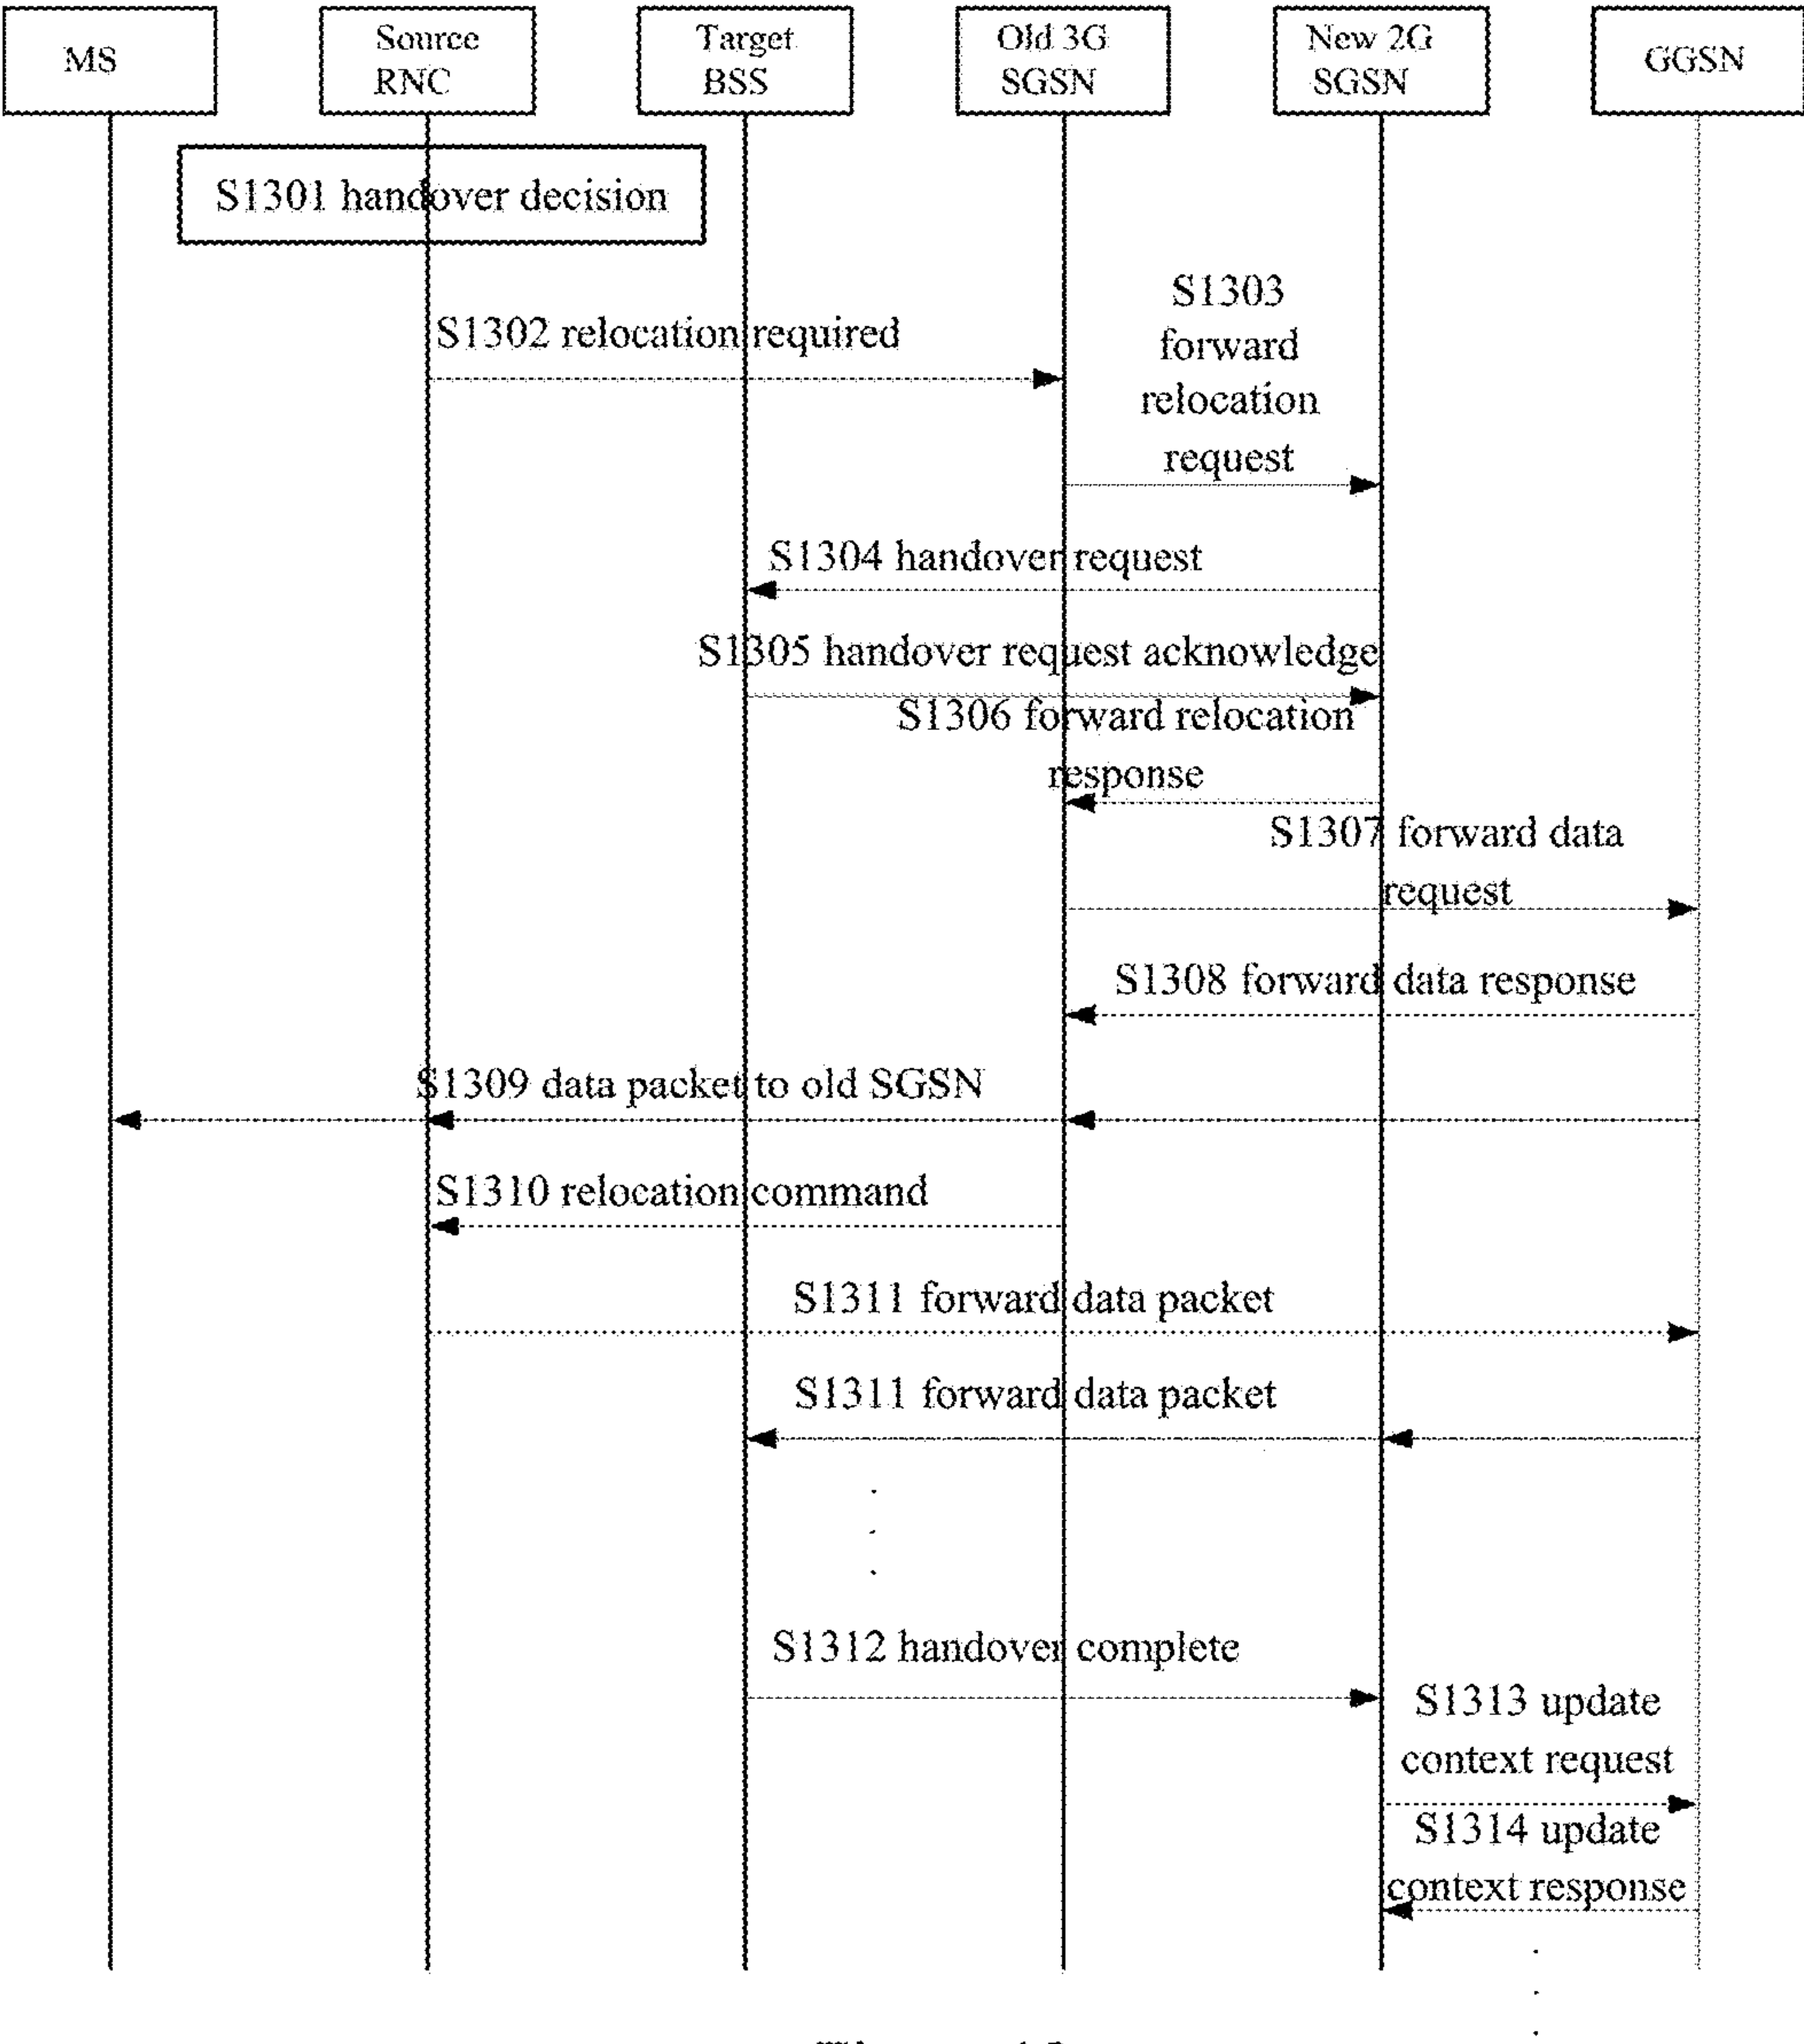 MS
Source
RNC
Target
BSS
Old 3G
SGSN
New 2G
SGSN
GGSN
S1301 handover decision
S1302 relocation required
S1303
forward
relocation
request
S1304 handover request
S1305 handover request acknowledge
S1306 forward relocation
response
S1307 forward data
request
S1308 forward data response
S1309 data packet to old SGSN
S1310 relocation command
S1311 forward data packet
S1311 forward data packet
S1312 handover complete
S1313 update
context request
S1314 update
context response